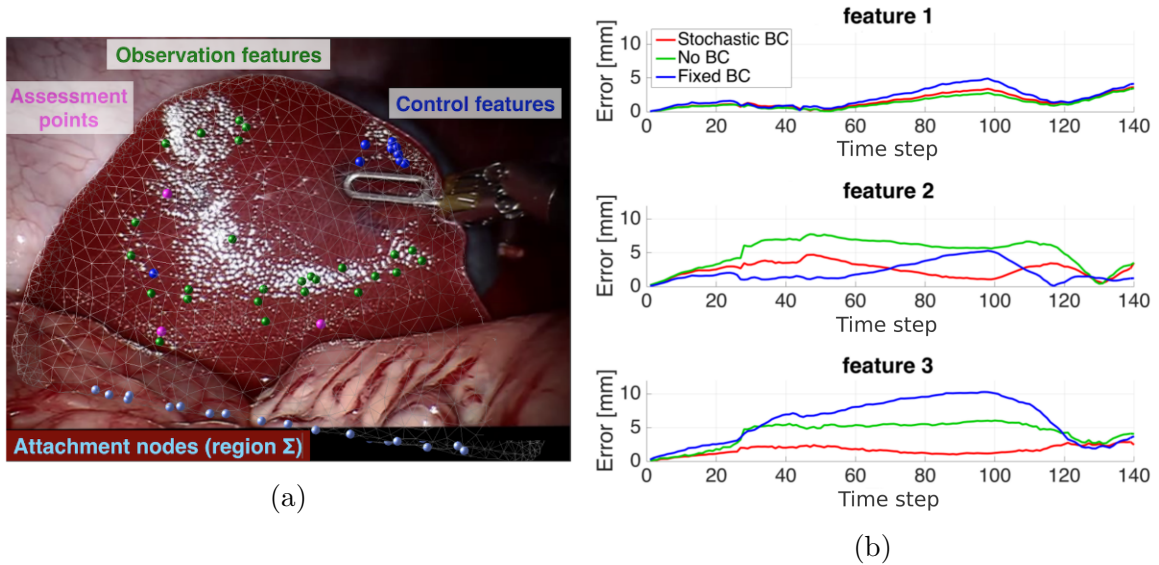 Observation features
Assessment
points
Control features
Attachment nodes (region Σ)
(a)
feature 1
Error [mm]
10
5
0
Stochastic BC
No BC
Fixed BC
0 20 40 60 80 100 120 140
Time step
feature 2
Error [mm]
10
5
0
0 20 40 60 80 100 120 140
Time step
feature 3
Error [mm]
10
5
0
0 20 40 60 80 100 120 140
Time step
(b)